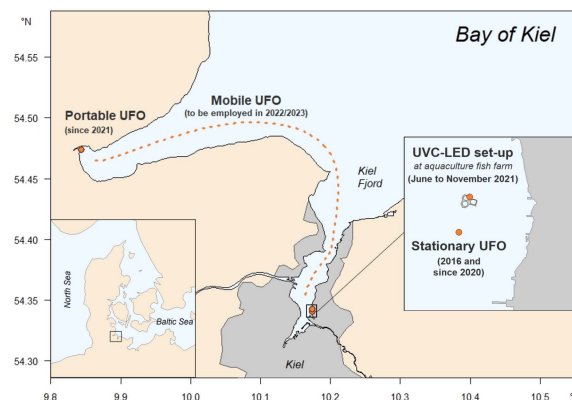 °N
Bay of Kiel
54.55
54.50
54.45
54.40
54.35
54.30
Portable UFO
(since 2021)
Mobile UFO
(to be employed in 2022/2023)
Kiel
Fjord
UVC-LED set-up
at aquaculture fish farm
(June to November 2021)
Stationary UFO
(2016 and
since 2020)
North Sea
Baltic Sea
Kiel
9.8
9.9
10.0
10.1
10.2
10.3
10.4
10.5
°E